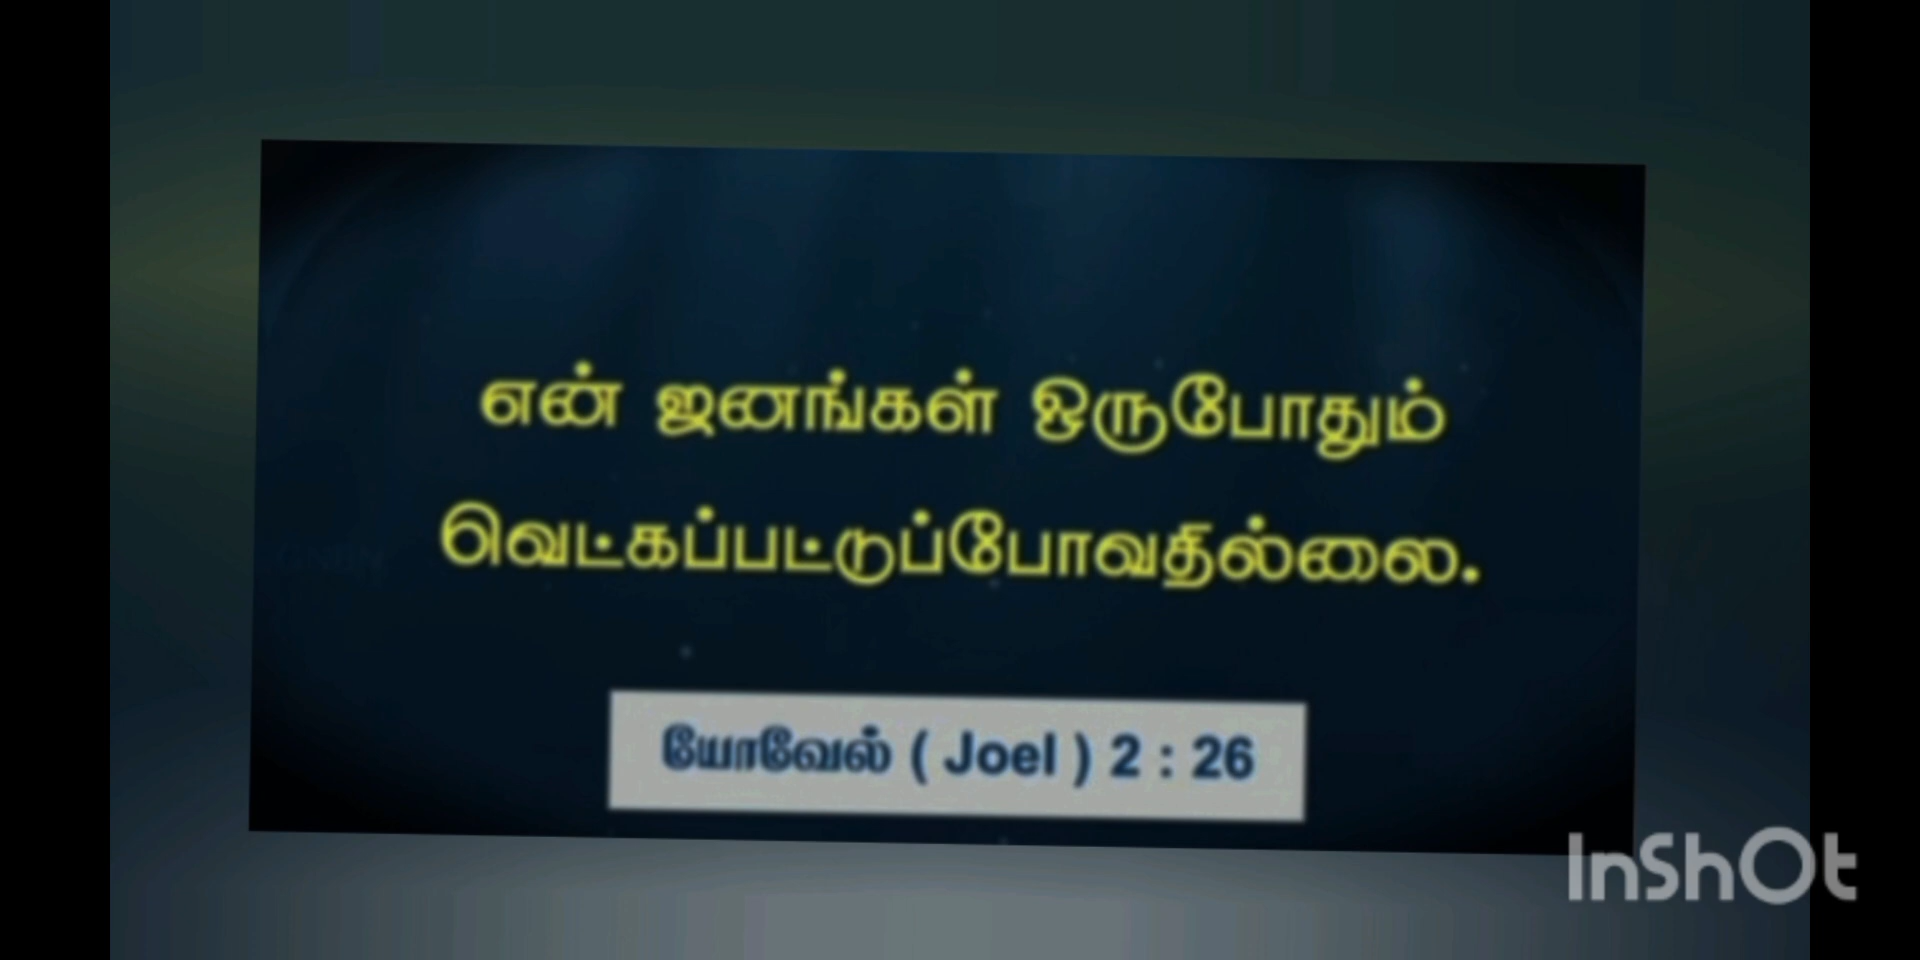 என் ஜனங்கள் ஒருபோதும்
வெட்கப்பட்டுப்போவதில்லை.
யோவேல் ( Joel ) 2 : 26
InShOt